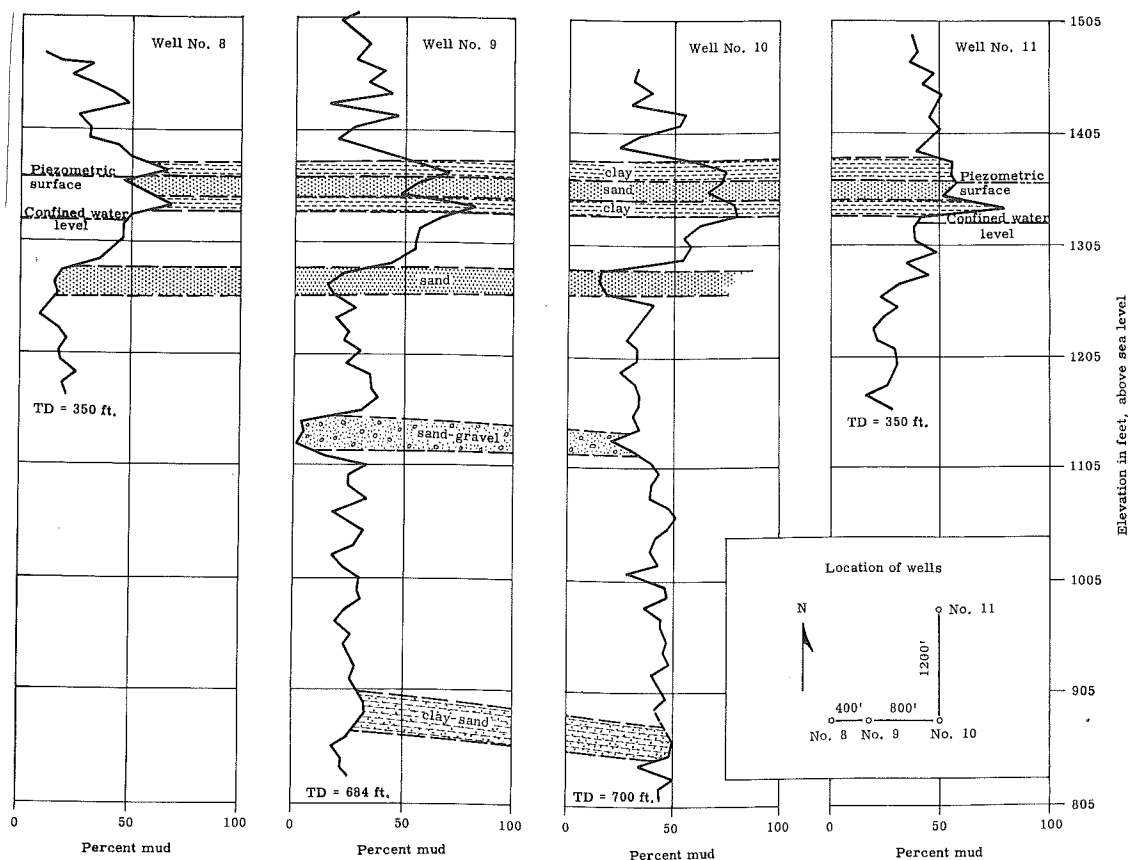 Well No. 8
Well No. 9
Well No. 10
Well No. 11
1505
1405
1305
1205
1105
1005
905
805
Elevation in feet, above sea level
Piezometric
surface
Confined water
level
clay
sand
clay
Piezometric
surface
Confined water
level
sand
TD = 350 ft.
TD = 350 ft.
sand-gravel
clay-sand
TD = 684 ft.
TD = 700 ft.
Location of wells
N
No. 11
1200'
400'
800'
No. 8
No. 9
No. 10
0
50
100
0
50
100
0
50
100
0
50
100
Percent mud
Percent mud
Percent mud
Percent mud